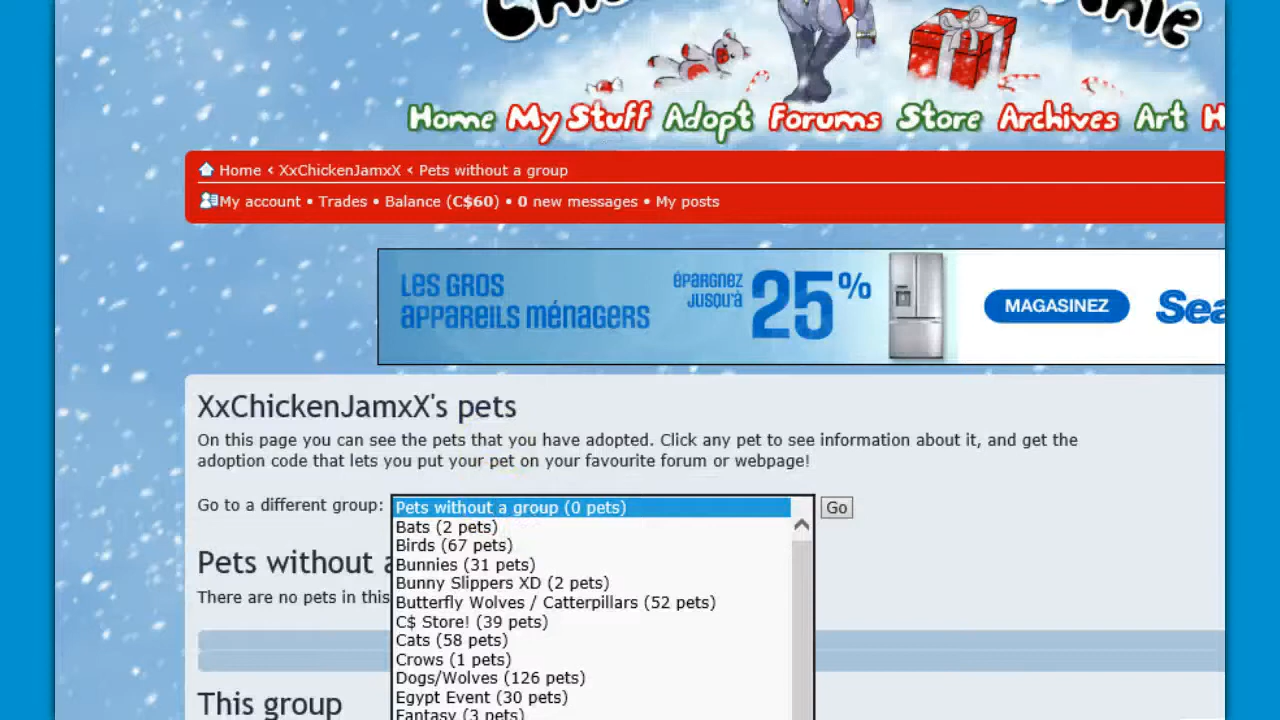 Home My Stuff Adopt Forums Store Archives Art H
Home ‹ XxChickenJamxX ‹ Pets without a group
My account • Trades • Balance (C$60) • 0 new messages • My posts
LES GROS
APPAREILS MÉNAGERS
ÉPARGNEZ
JUSQU'À
25%
MAGASINEZ
Sea
XxChickenJamxX's pets
On this page you can see the pets that you have adopted. Click any pet to see information about it, and get the
adoption code that lets you put your pet on your favourite forum or webpage!
Go to a different group:
Pets without a group (0 pets)
Go
Bats (2 pets)
Birds (67 pets)
Bunnies (31 pets)
Bunny Slippers XD (2 pets)
Butterfly Wolves / Catterpillars (52 pets)
C$ Store! (39 pets)
Cats (58 pets)
Crows (1 pets)
Dogs/Wolves (126 pets)
Egypt Event (30 pets)
Fantasy (3 pets)
Pets without a
There are no pets in this
This group